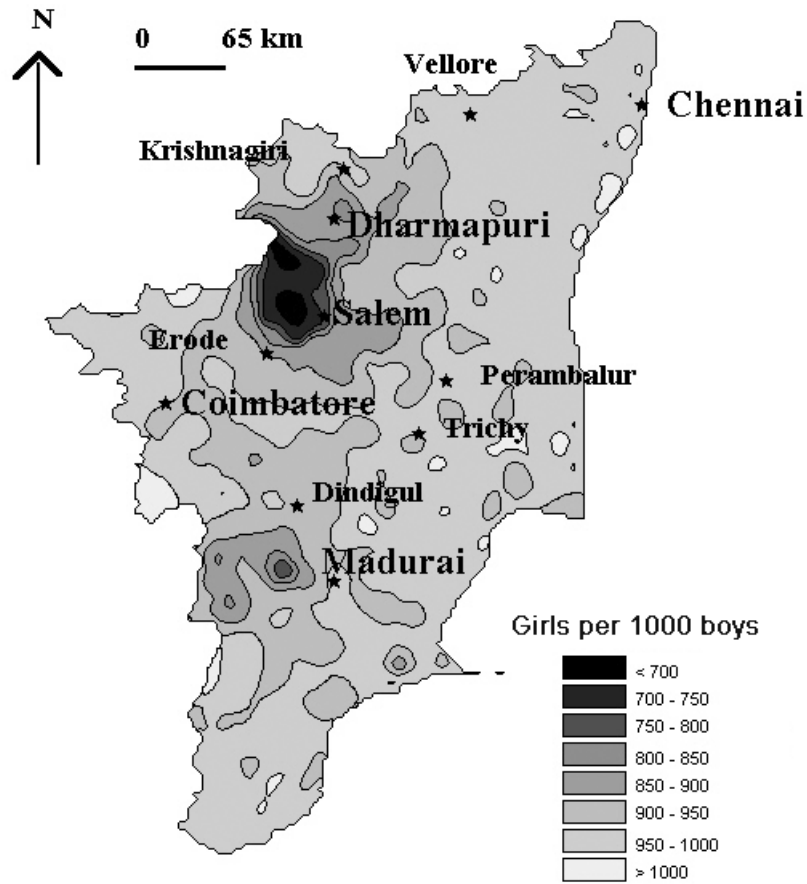 N
0 65 km
Vellore
Chennai
Krishnagiri
Dharmapuri
Salem
Erode
Perambalur
Coimbatore
Trichy
Dindigul
Madurai
Girls per 1000 boys
< 700
700 - 750
750 - 800
800 - 850
850 - 900
900 - 950
950 - 1000
> 1000